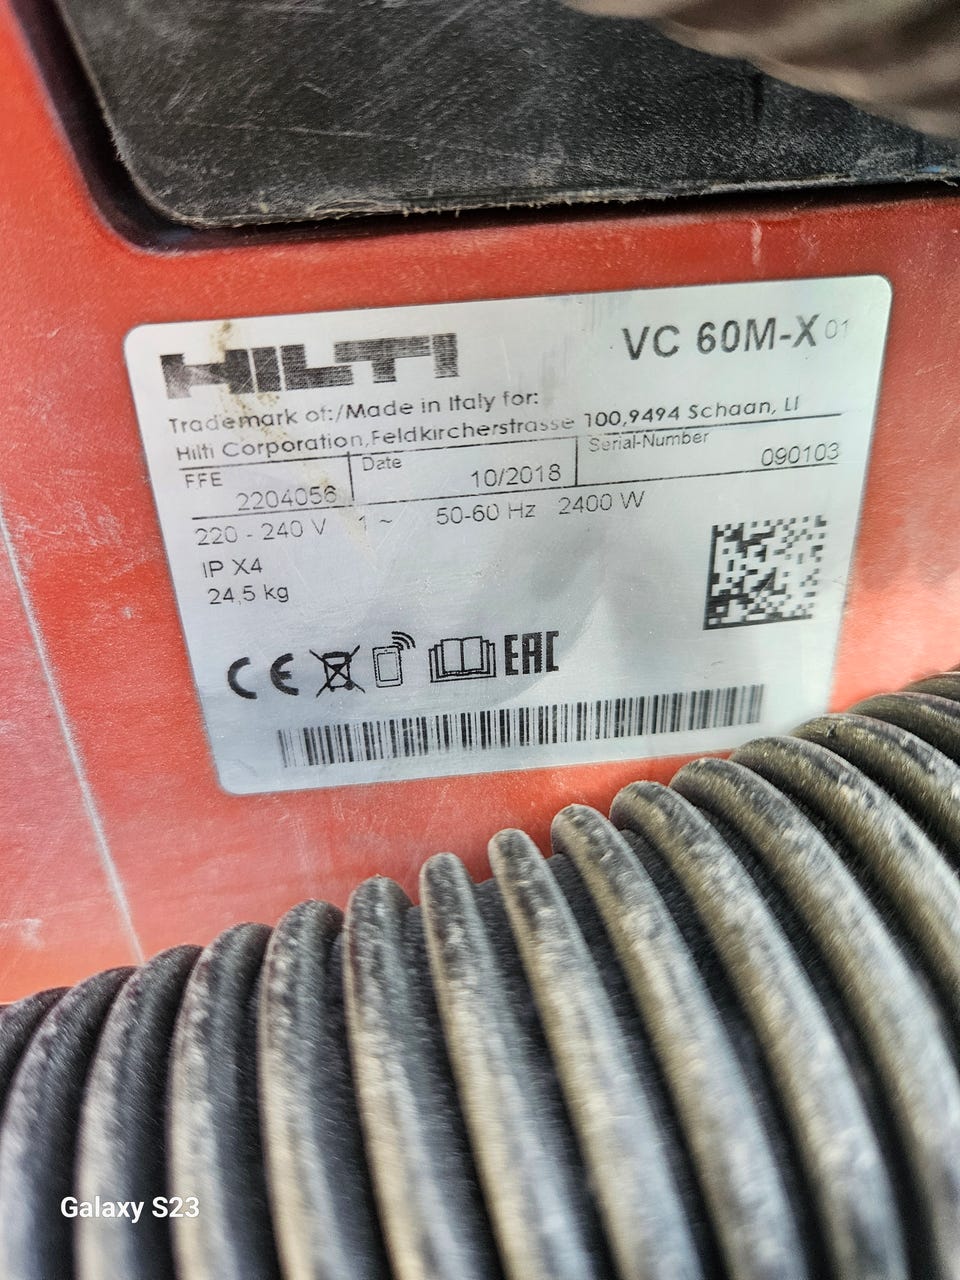 HILTI
VC 60M-X 01
Trademark of:/Made in Italy for:
Hilti Corporation,Feldkircherstrasse 100,9494 Schaan, LI
FFE 2204056
Date 10/2018
Serial-Number 090103
220 - 240 V 1 ~ 50-60 Hz 2400 W
IP X4
24,5 kg
CE EAC
Galaxy S23